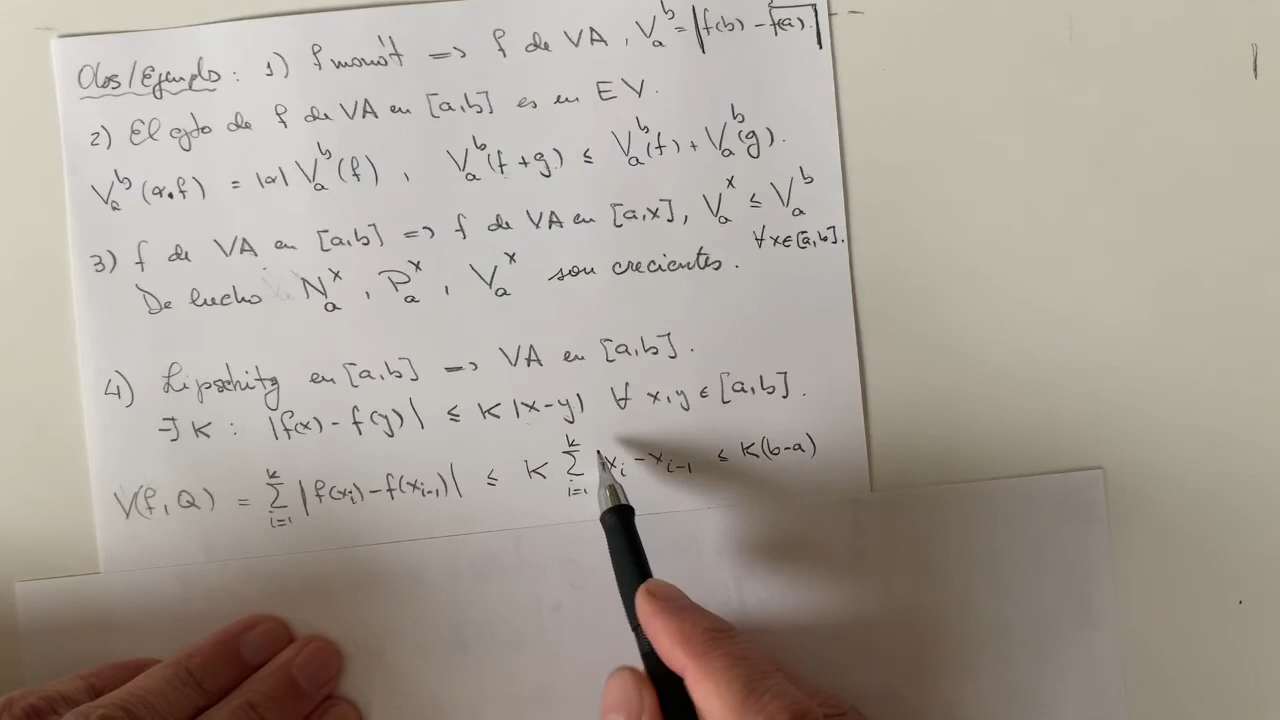 Obs/Ejemplo : 1) f monót => f de VA , V_a^b = |f(b) - f(a)|
2) El cjto de f de VA en [a,b] es un EV.
V_a^b (α.f) = |α| V_a^b (f) , V_a^b (f+g) ≤ V_a^b (f) + V_a^b (g).
3) f de VA en [a,b] => f de VA en [a,x], V_a^x ≤ V_a^b
∀x∈[a,b].
De hecho N_a^x , P_a^x , V_a^x son crecientes.
4) Lipschitz en [a,b] => VA en [a,b].
∃ K : |f(x) - f(y)| ≤ K |x-y| ∀ x,y ∈ [a,b].
V(f,Q) = Σ_{i=1}^k |f(x_i) - f(x_{i-1})| ≤ K Σ_{i=1}^k x_i - x_{i-1} ≤ K(b-a)